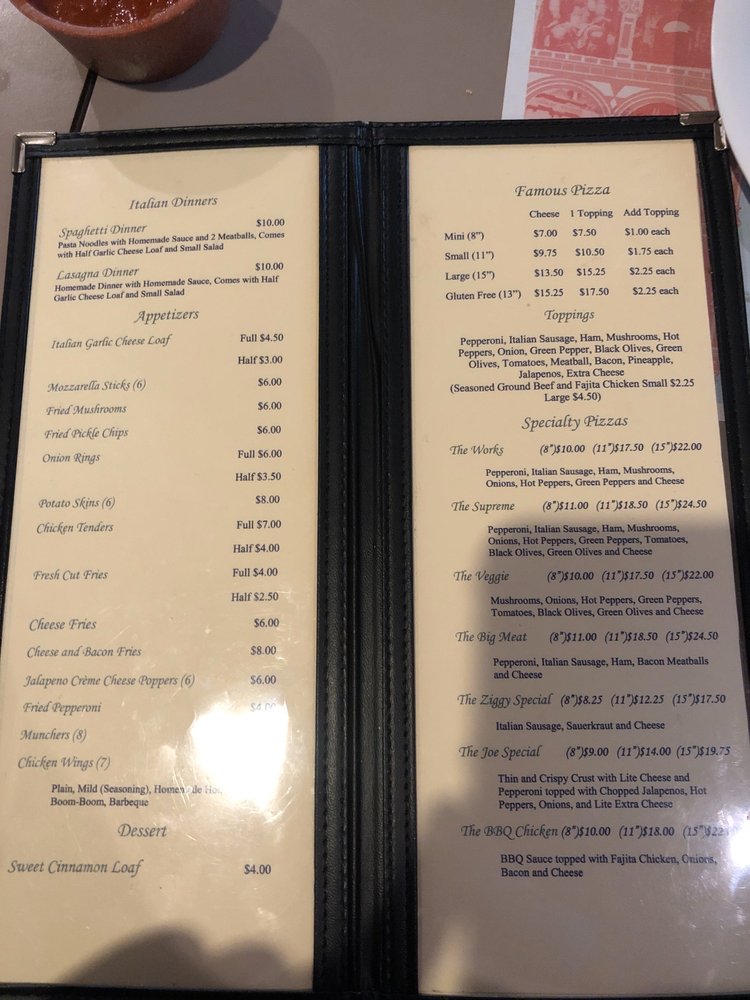 Italian Dinners
Spaghetti Dinner $10.00
Pasta Noodles with Homemade Sauce and 2 Meatballs, Comes
with Half Garlic Cheese Loaf and Small Salad
Lasagna Dinner $10.00
Homemade Dinner with Homemade Sauce, Comes with Half
Garlic Cheese Loaf and Small Salad
Appetizers
Italian Garlic Cheese Loaf Full $4.50
Half $3.00
Mozzarella Sticks (6) $6.00
Fried Mushrooms $6.00
Fried Pickle Chips $6.00
Onion Rings Full $6.00
Half $3.50
Potato Skins (6) $8.00
Chicken Tenders Full $7.00
Half $4.00
Fresh Cut Fries Full $4.00
Half $2.50
Cheese Fries $6.00
Cheese and Bacon Fries $8.00
Jalapeno Crème Cheese Poppers (6) $6.00
Fried Pepperoni $4.00
Munchers (8)
Chicken Wings (7)
Plain, Mild (Seasoning), Homemade
Boom-Boom, Barbeque
Dessert
Sweet Cinnamon Loaf $4.00
Famous Pizza
Cheese 1 Topping Add Topping
Mini (8") $7.00 $7.50 $1.00 each
Small (11") $9.75 $10.50 $1.75 each
Large (15") $13.50 $15.25 $2.25 each
Gluten Free (13") $15.25 $17.50 $2.25 each
Toppings
Pepperoni, Italian Sausage, Ham, Mushrooms, Hot
Peppers, Onion, Green Pepper, Black Olives, Green
Olives, Tomatoes, Meatball, Bacon, Pineapple,
Jalapenos, Extra Cheese
(Seasoned Ground Beef and Fajita Chicken Small $2.25
Large $4.50)
Specialty Pizzas
The Works (8")$10.00 (11")$17.50 (15")$22.00
Pepperoni, Italian Sausage, Ham, Mushrooms,
Onions, Hot Peppers, Green Peppers and Cheese
The Supreme (8")$11.00 (11")$18.50 (15")$24.50
Pepperoni, Italian Sausage, Ham, Mushrooms,
Onions, Hot Peppers, Green Peppers, Tomatoes,
Black Olives, Green Olives and Cheese
The Veggie (8")$10.00 (11")$17.50 (15")$22.00
Mushrooms, Onions, Hot Peppers, Green Peppers,
Tomatoes, Black Olives, Green Olives and Cheese
The Big Meat (8")$11.00 (11")$18.50 (15")$24.50
Pepperoni, Italian Sausage, Ham, Bacon Meatballs
and Cheese
The Ziggy Special (8")$8.25 (11")$12.25 (15")$17.50
Italian Sausage, Sauerkraut and Cheese
The Joe Special (8")$9.00 (11")$14.00 (15")$19.75
Thin and Crispy Crust with Lite Cheese and
Pepperoni topped with Chopped Jalapenos, Hot
Peppers, Onions, and Lite Extra Cheese
The BBQ Chicken (8")$10.00 (11")$18.00
BBQ Sauce topped with Fajita Chicken, Onions,
Bacon and Cheese